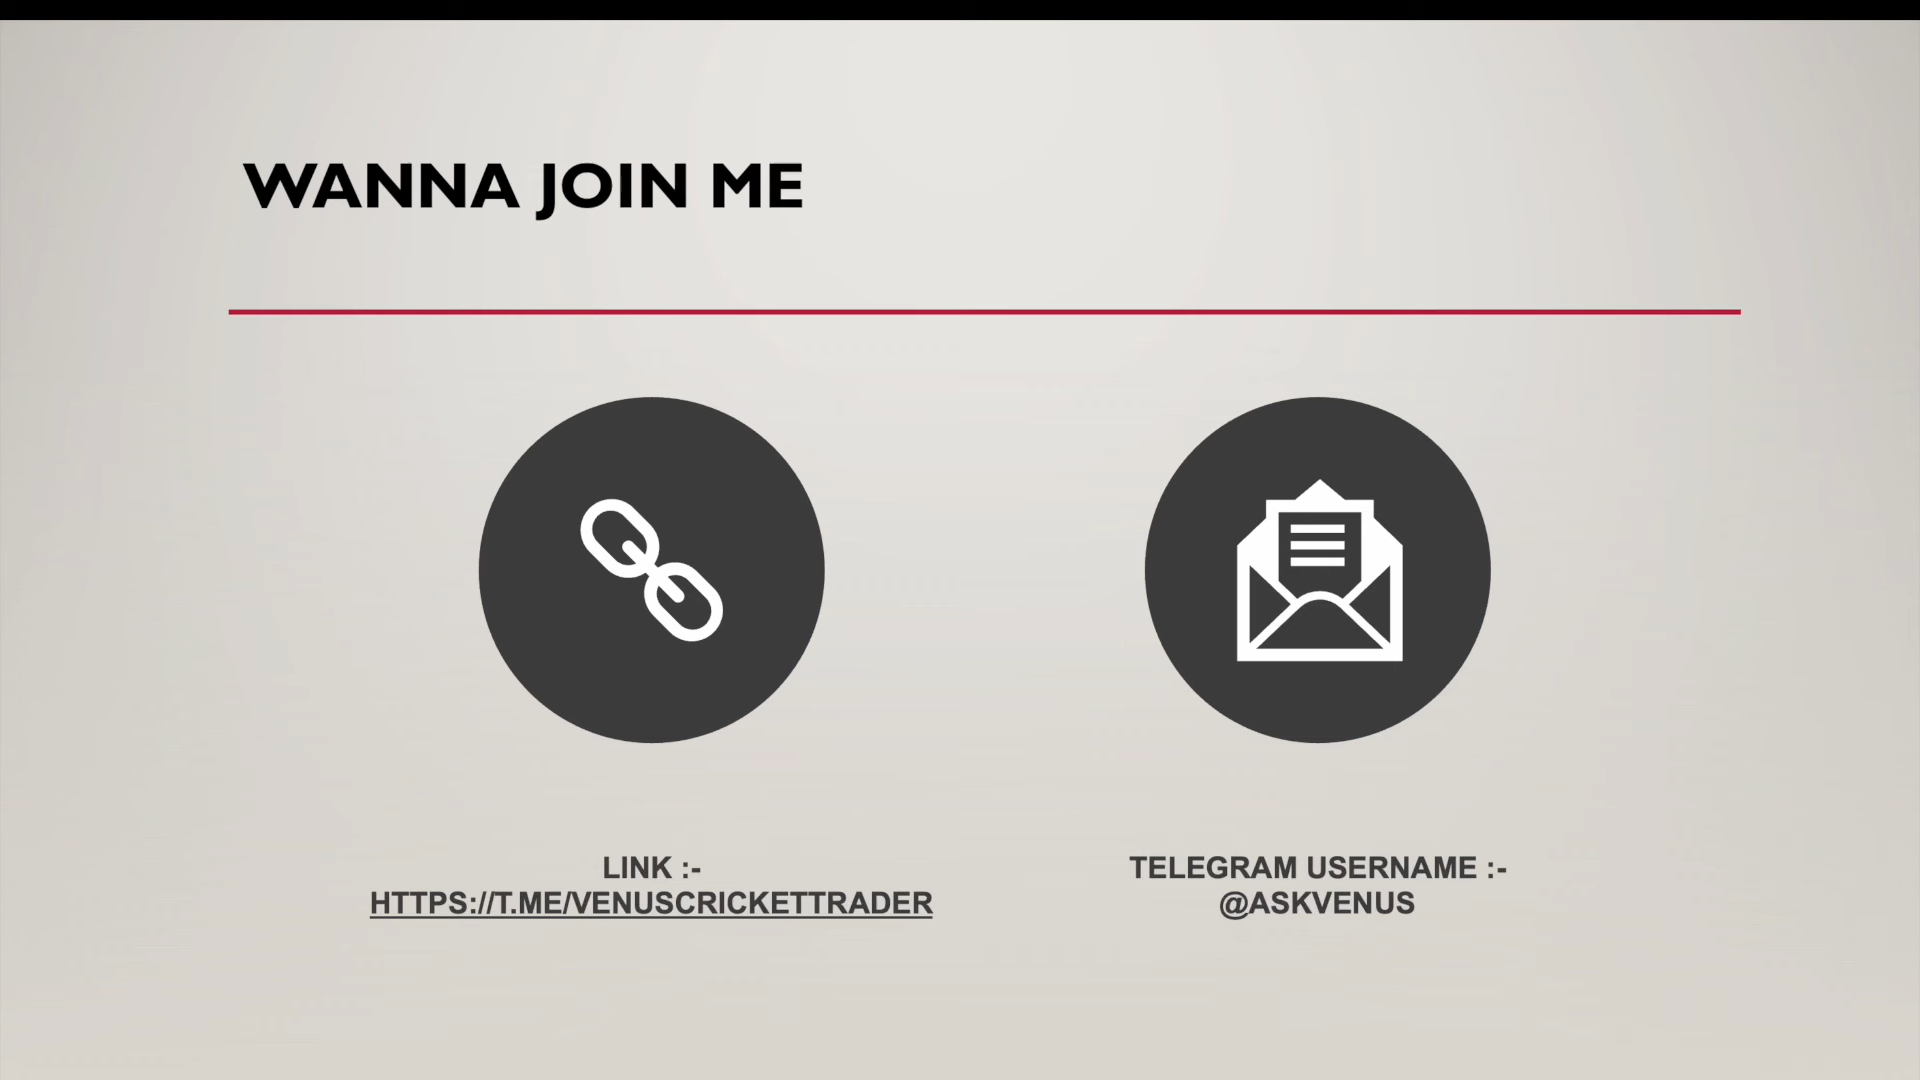 WANNA JOIN ME
LINK :-
HTTPS://T.ME/VENUSCRICKETTRADER
TELEGRAM USERNAME :-
@ASKVENUS